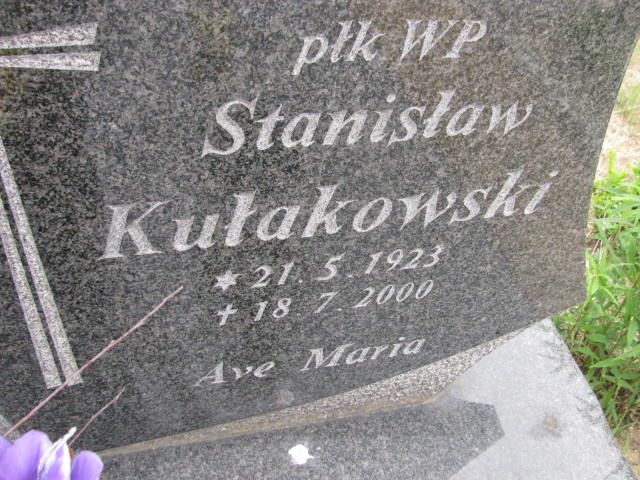 płk WP
Stanisław
Kułakowski
* 21.5.1923
+ 18 7.2000
Ave Maria